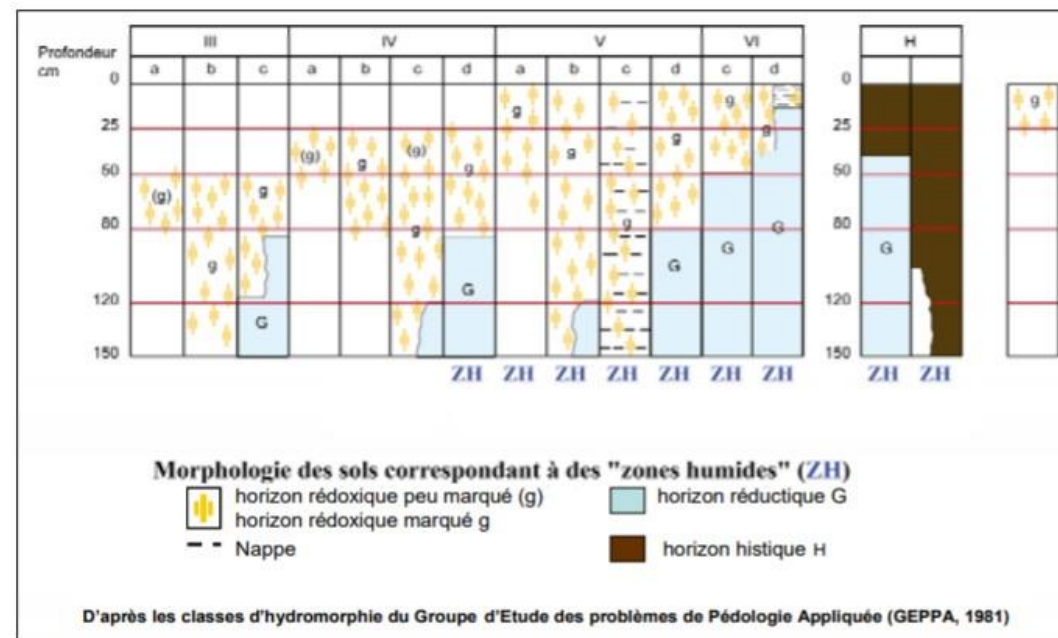 III IV V VI H
Profondeur
cm
a b c a b c d a b c d c d
0 0
g g g
g
25 25
(g) g (g) g g g
g
50 50
(g) g
80 g 80
g G G G
g G G
120 120
G
150 150
ZH ZH ZH ZH ZH ZH ZH ZH ZH
Morphologie des sols correspondant à des "zones humides" (ZH)
horizon rédoxique peu marqué (g) horizon réductique G
horizon rédoxique marqué g
Nappe horizon histique H
D'après les classes d'hydromorphie du Groupe d'Etude des problèmes de Pédologie Appliquée (GEPPA, 1981)